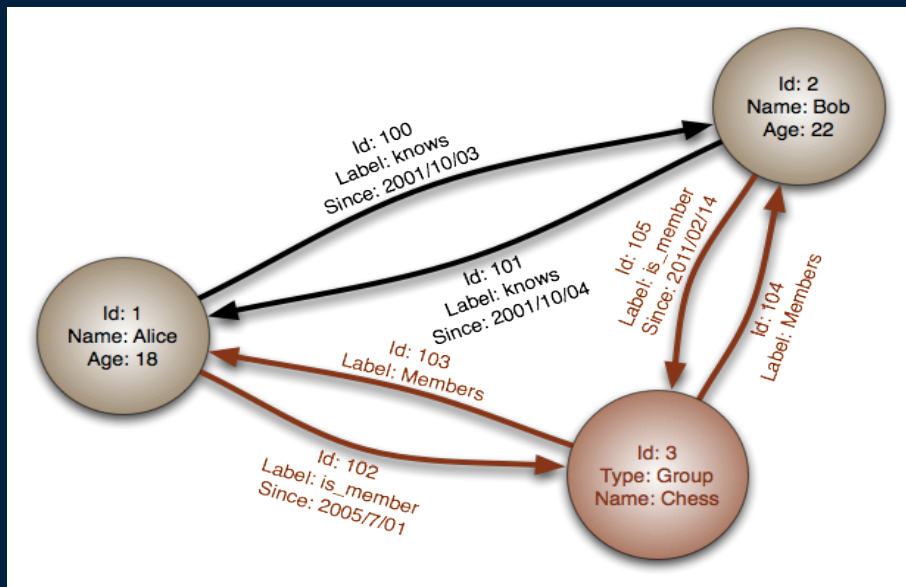 Id: 2
Name: Bob
Age: 22
Id: 100
Label: knows
Since: 2001/10/03
Id: 101
Label: knows
Since: 2001/10/04
Id: 105
Label: is_member
Since: 2011/02/14
Id: 104
Label: Members
Id: 1
Name: Alice
Age: 18
Id: 103
Label: Members
Id: 102
Label: is_member
Since: 2005/7/01
Id: 3
Type: Group
Name: Chess